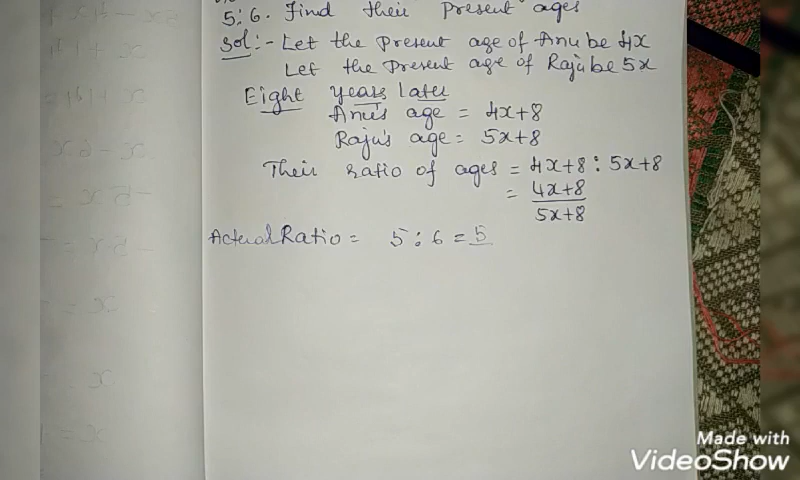 5:6. Find their present ages
Sol:- Let the present age of Anu be 4x
Let the present age of Raju be 5x
Eight years later
Anu's age = 4x+8
Raju's age = 5x+8
Their ratio of ages = 4x+8 : 5x+8
= 4x+8
5x+8
Actual Ratio = 5 : 6 = 5
Made with
VideoShow